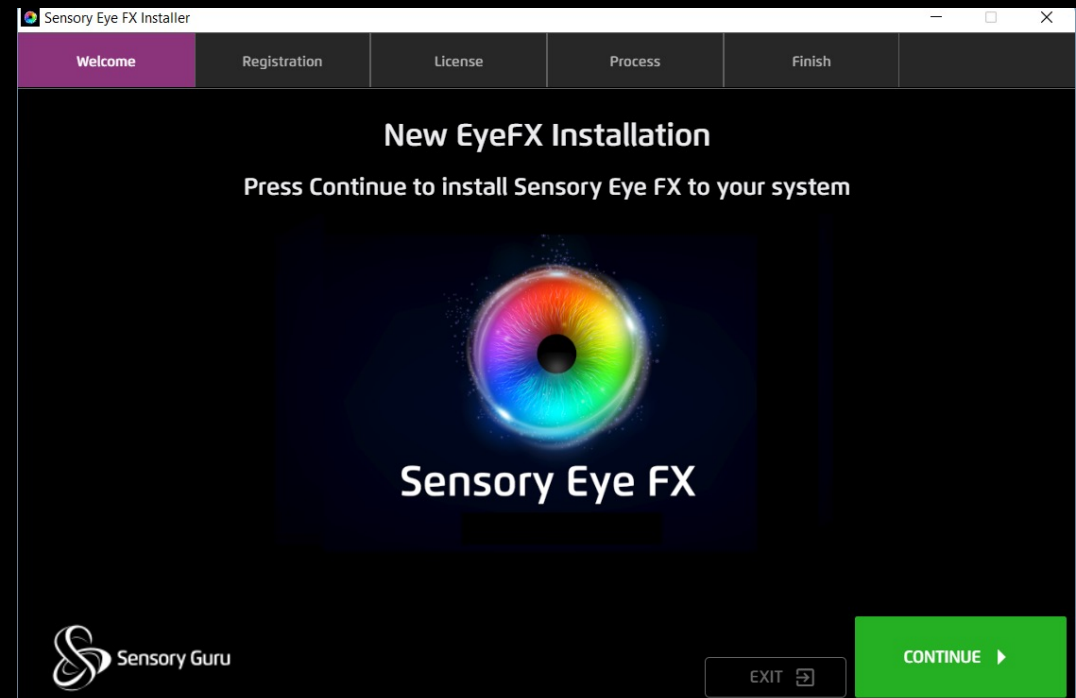 Sensory Eye FX Installer
Welcome Registration License Process Finish
New EyeFX Installation
Press Continue to install Sensory Eye FX to your system
Sensory Eye FX
Sensory Guru
EXIT
CONTINUE